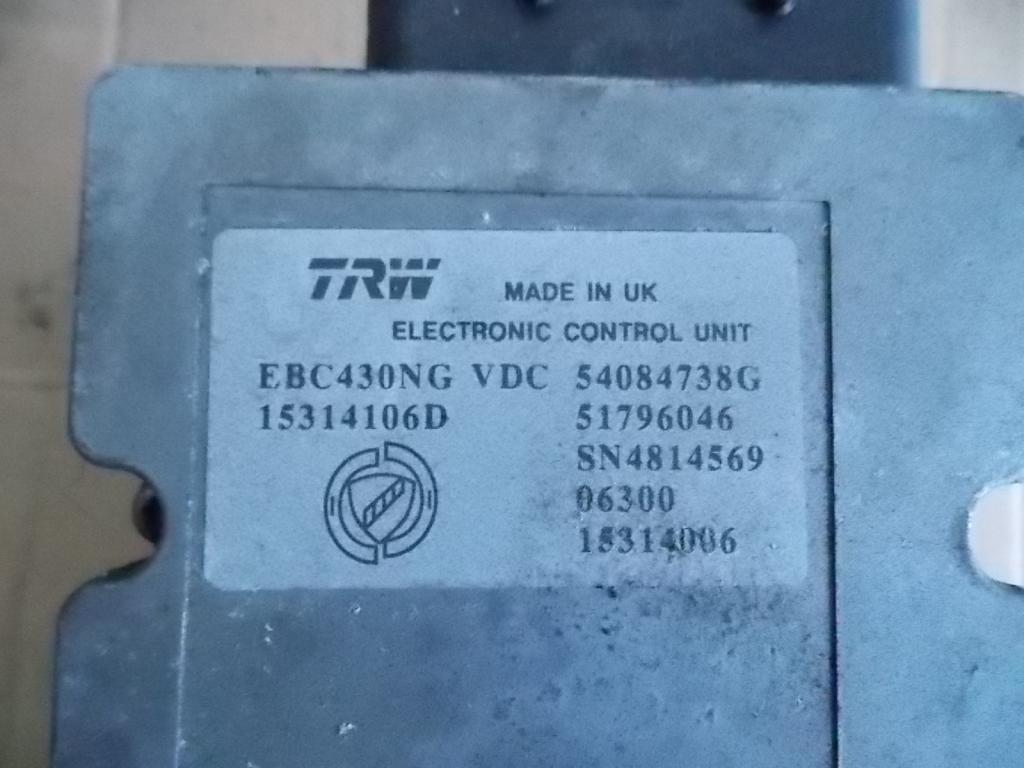 TRW MADE IN UK
ELECTRONIC CONTROL UNIT
EBC430NG VDC 54084738G
15314106D 51796046
SN4814569
06300
15314006